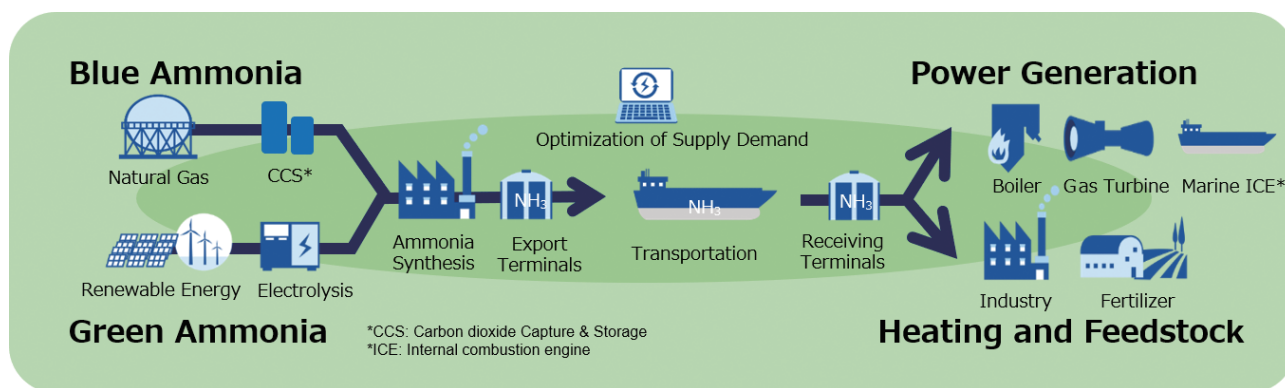 Blue Ammonia
Natural Gas
CCS*
Renewable Energy
Electrolysis
Green Ammonia
Ammonia
Synthesis
NH₃
Export
Terminals
Optimization of Supply Demand
NH₃
Transportation
NH₃
Receiving
Terminals
Power Generation
Boiler
Gas Turbine
Marine ICE*
Industry
Fertilizer
Heating and Feedstock
*CCS: Carbon dioxide Capture & Storage
*ICE: Internal combustion engine